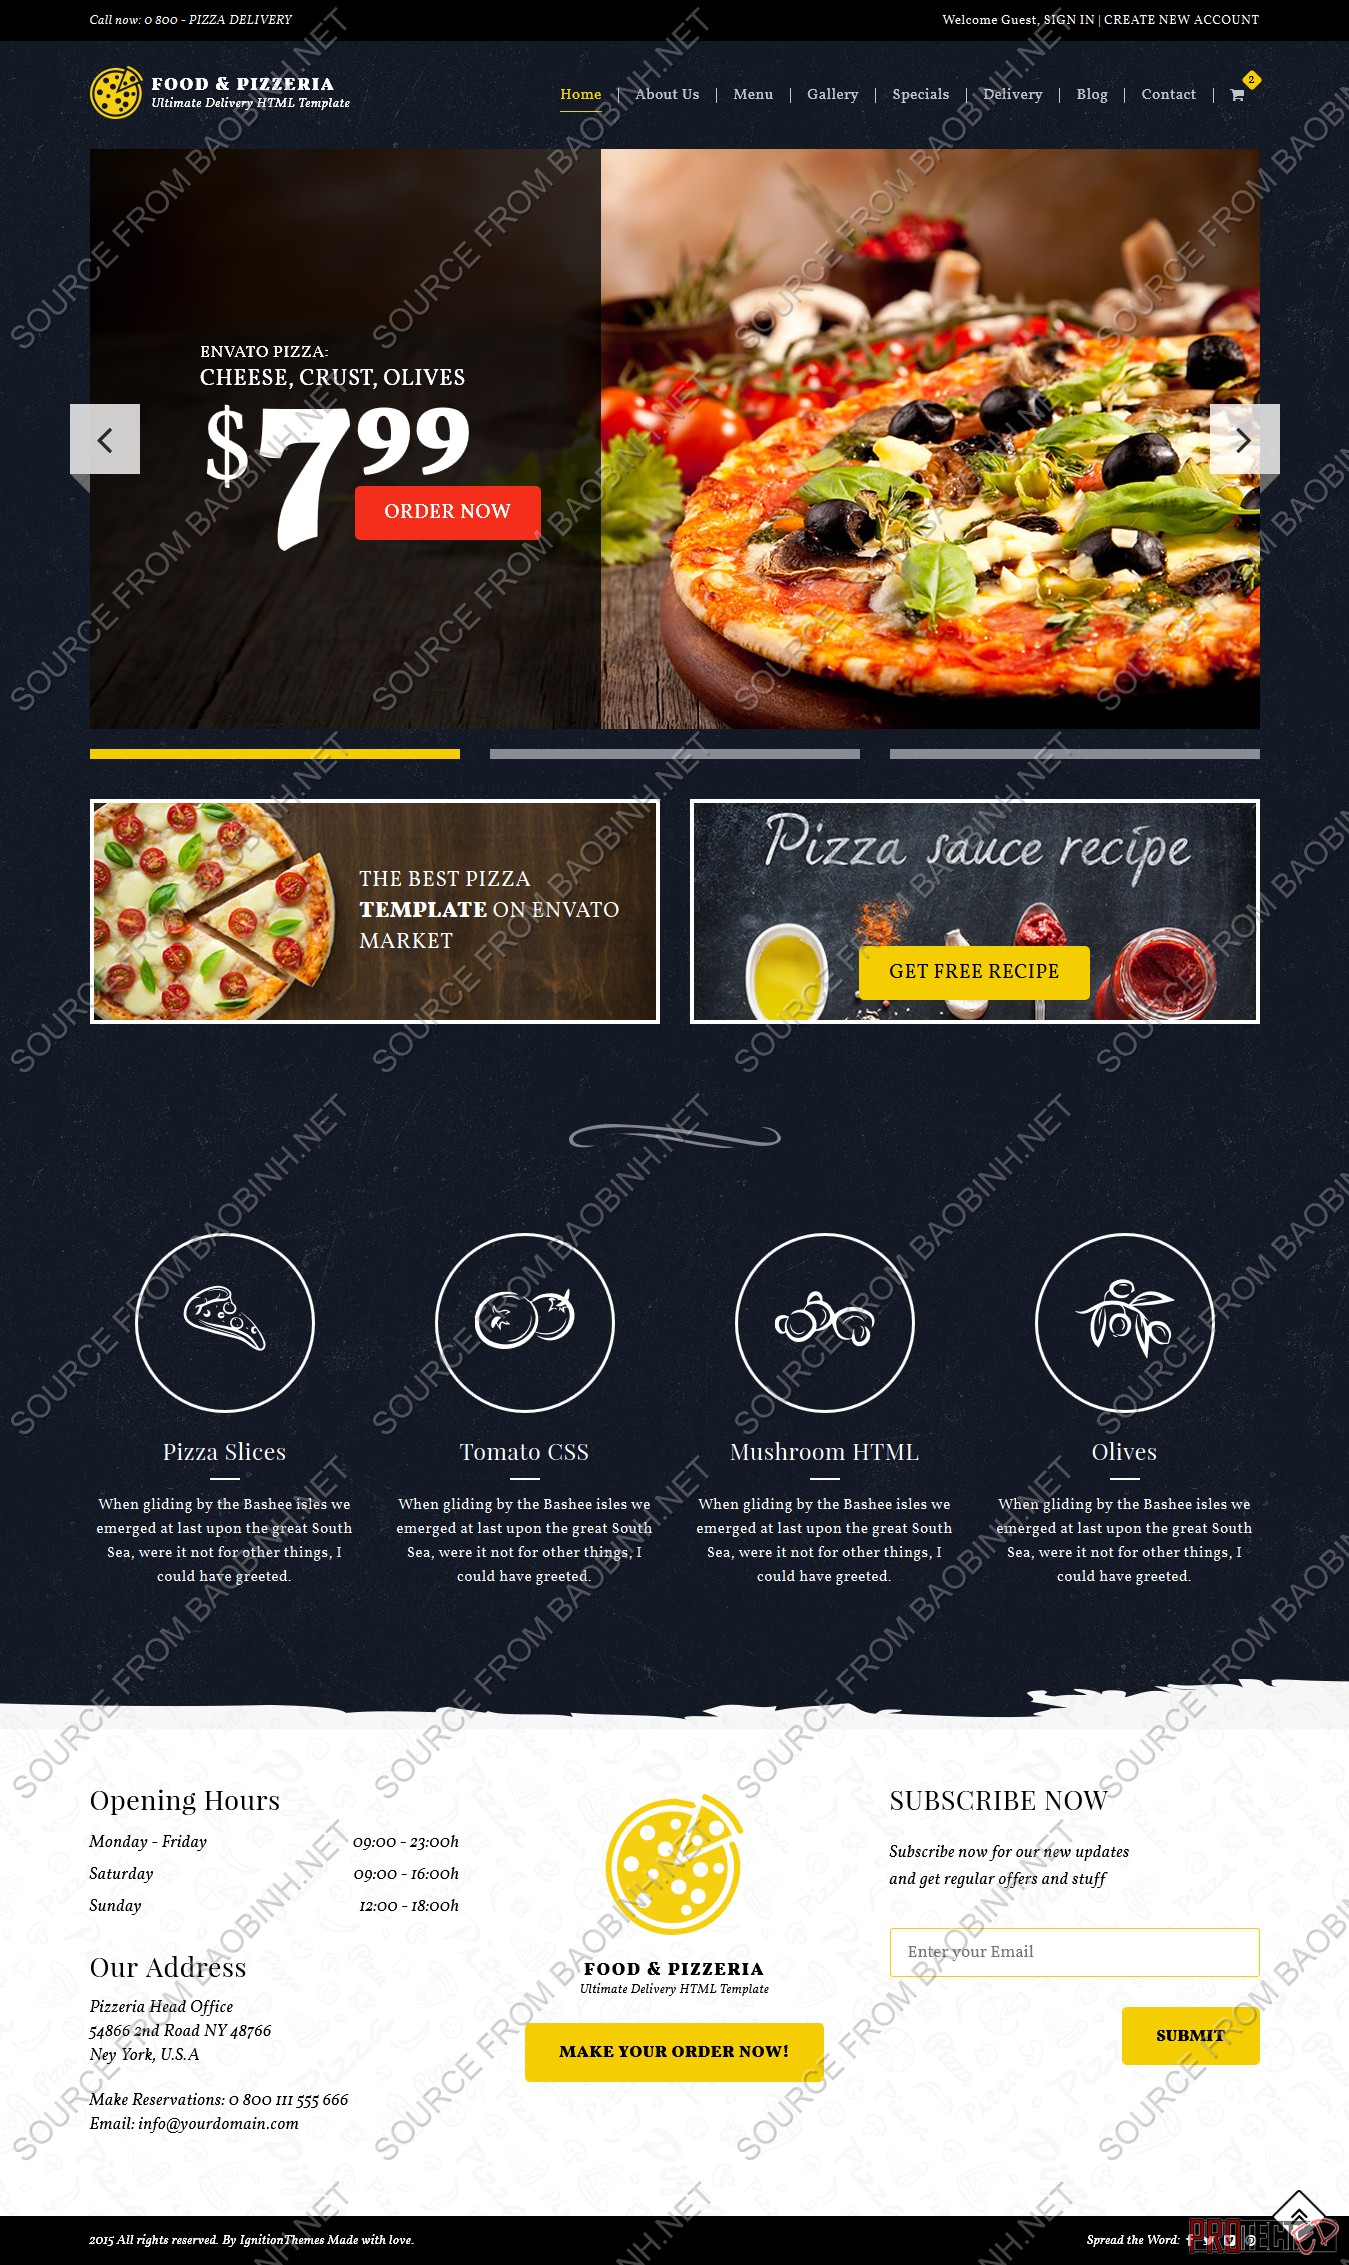 Call now: 0 800 - PIZZA DELIVERY
Welcome Guest, SIGN IN | CREATE NEW ACCOUNT
FOOD & PIZZERIA
Ultimate Delivery HTML Template
Home | About Us | Menu | Gallery | Specials | Delivery | Blog | Contact |
2
ENVATO PIZZA:
CHEESE, CRUST, OLIVES
$799
ORDER NOW
THE BEST PIZZA
TEMPLATE ON ENVATO
MARKET
Pizza sauce recipe
GET FREE RECIPE
Pizza Slices
When gliding by the Bashee isles we
emerged at last upon the great South
Sea, were it not for other things, I
could have greeted.
Tomato CSS
When gliding by the Bashee isles we
emerged at last upon the great South
Sea, were it not for other things, I
could have greeted.
Mushroom HTML
When gliding by the Bashee isles we
emerged at last upon the great South
Sea, were it not for other things, I
could have greeted.
Olives
When gliding by the Bashee isles we
emerged at last upon the great South
Sea, were it not for other things, I
could have greeted.
Opening Hours
Monday - Friday 09:00 - 23:00h
Saturday 09:00 - 16:00h
Sunday 12:00 - 18:00h
Our Address
Pizzeria Head Office
54866 2nd Road NY 48766
Ney York, U.S.A
Make Reservations: 0 800 111 555 666
Email: info@yourdomain.com
FOOD & PIZZERIA
Ultimate Delivery HTML Template
MAKE YOUR ORDER NOW!
SUBSCRIBE NOW
Subscribe now for our new updates
and get regular offers and stuff
Enter your Email
SUBMIT
2015 All rights reserved. By IgnitionThemes Made with love.
Spread the Word:
PROTECTED
SOURCE FROM BAOBINH.NET